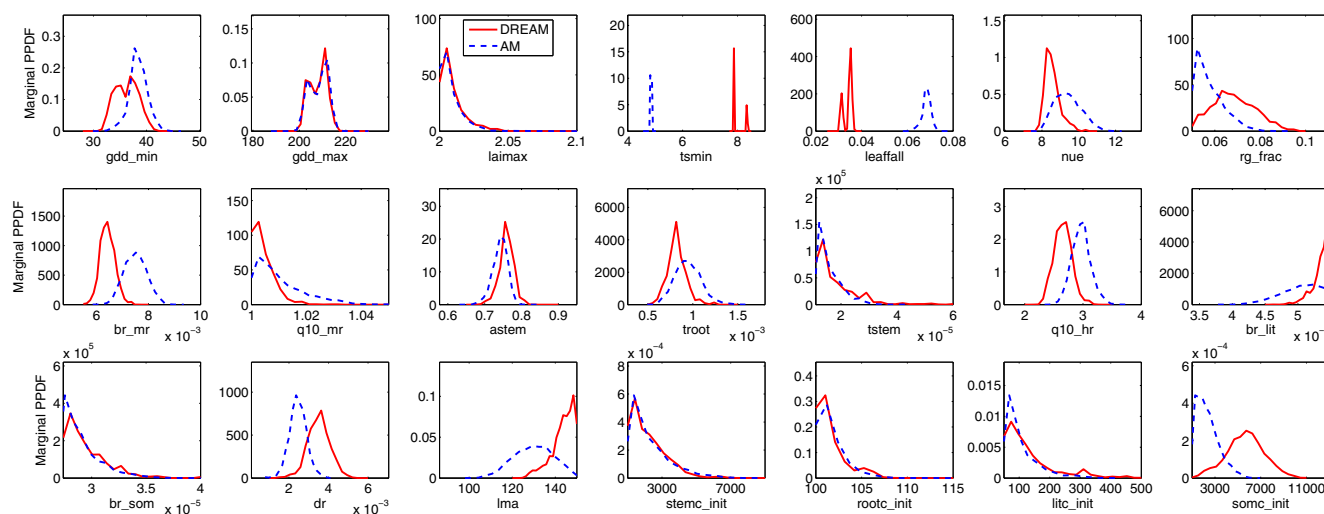 Marginal PPDF
0.3
0.2
0.1
0
30 40 50
gdd_min
0.15
0.1
0.05
0
180 200 220
gdd_max
100
75
50
0
2 2.1
laimax
DREAM
AM
20
15
10
5
0
4 6 8
tsmin
600
400
200
0
0.02 0.04 0.06 0.08
leaffall
1.5
1
0.5
0
6 8 10 12
nue
100
50
0
0.06 0.08 0.1
rg_frac
Marginal PPDF
1500
1000
500
0
6 8 10
br_mr
x 10⁻³
150
100
50
0
1 1.02 1.04
q10_mr
30
20
10
0
0.6 0.7 0.8 0.9
astem
6000
4000
2000
0
0.5 1 1.5
troot
x 10⁻³
x 10⁵
2
1.5
1
0.5
0
2 4 6
tstem
x 10⁻⁵
3
2
1
0
2 3 4
q10_hr
6000
4000
2000
0
3.5 4.5 5
br_lit
Marginal PPDF
x 10⁵
6
4
2
0
3 3.5 4
br_som
x 10⁻⁵
1000
500
0
2 4 6
dr
x 10⁻³
0.1
0.05
0
100 120 140
lma
x 10⁻⁴
8
6
4
2
0
3000 7000
stemc_init
0.4
0.3
0.2
0.1
0
100 105 110 115
rootc_init
0.015
0.01
0.005
0
100 200 300 400 500
litc_init
x 10⁻⁴
6
4
2
0
3000 7000 11000
somc_init